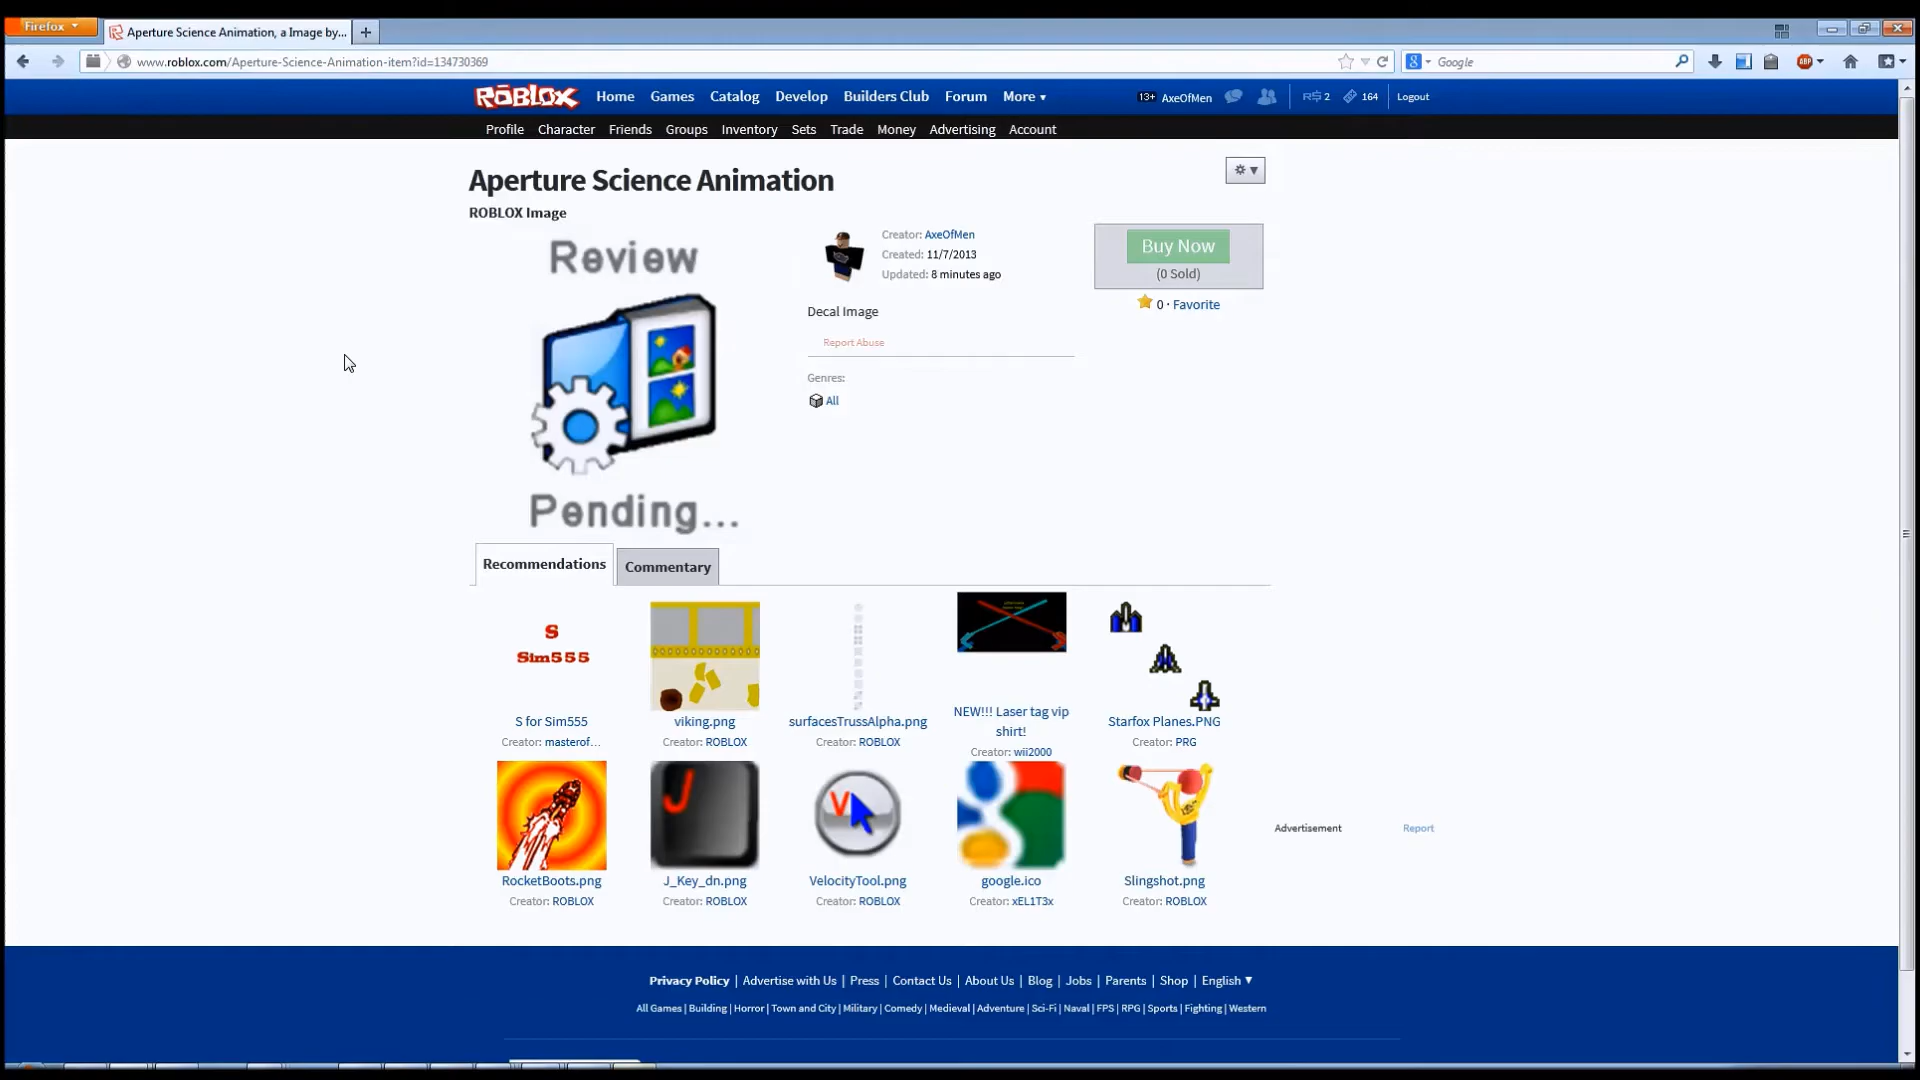 Firefox
Aperture Science Animation, a Image by...
www.roblox.com/Aperture-Science-Animation-item?id=134730369
Google
ABP
ROBLOX Home Games Catalog Develop Builders Club Forum More
13+ AxeOfMen R$ 2 164 Logout
Profile Character Friends Groups Inventory Sets Trade Money Advertising Account
Aperture Science Animation
ROBLOX Image
Review
Pending...
Creator: AxeOfMen
Created: 11/7/2013
Updated: 8 minutes ago
Decal Image
Report Abuse
Genres:
All
Buy Now
(0 Sold)
0 · Favorite
Recommendations Commentary
S
Sim555
S for Sim555
Creator: masterof...
viking.png
Creator: ROBLOX
surfacesTrussAlpha.png
Creator: ROBLOX
NEW!!! Laser tag vip
shirt!
Creator: wii2000
Starfox Planes.PNG
Creator: PRG
RocketBoots.png
Creator: ROBLOX
J
J_Key_dn.png
Creator: ROBLOX
V
VelocityTool.png
Creator: ROBLOX
google.ico
Creator: xEL1T3x
Slingshot.png
Creator: ROBLOX
Advertisement Report
Privacy Policy | Advertise with Us | Press | Contact Us | About Us | Blog | Jobs | Parents | Shop | English
All Games | Building | Horror | Town and City | Military | Comedy | Medieval | Adventure | Sci-Fi | Naval | FPS | RPG | Sports | Fighting | Western